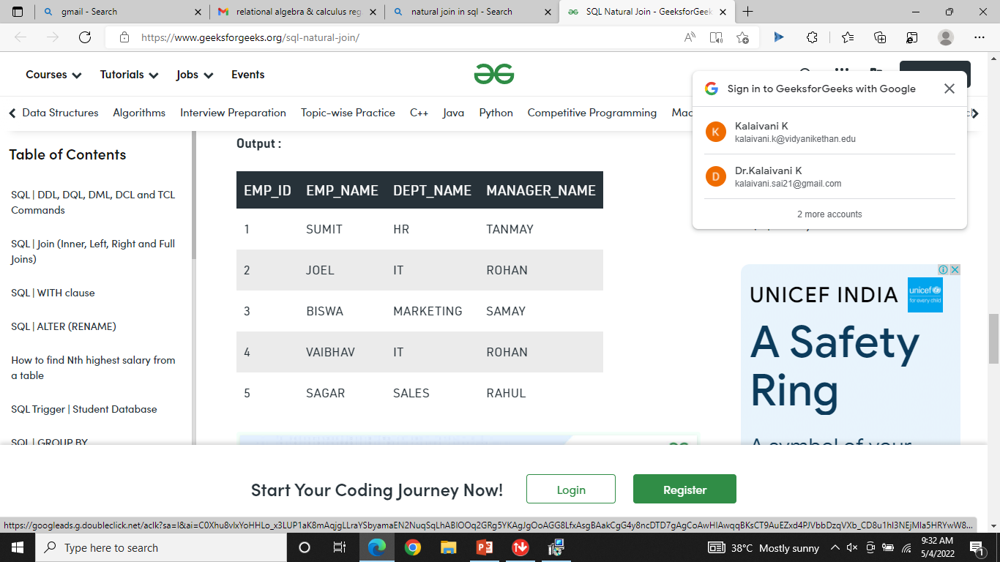 gmail - Search
relational algebra & calculus reg
natural join in sql - Search
SQL Natural Join - GeeksforGeek
https://www.geeksforgeeks.org/sql-natural-join/
Courses
Tutorials
Jobs
Events
Sign in to GeeksforGeeks with Google
Data Structures
Algorithms
Interview Preparation
Topic-wise Practice
C++
Java
Python
Competitive Programming
Mac
Kalaivani K
kalaivani.k@vidyanikethan.edu
Dr.Kalaivani K
kalaivani.sai21@gmail.com
2 more accounts
Table of Contents
SQL | DDL, DQL, DML, DCL and TCL
Commands
SQL | Join (Inner, Left, Right and Full
Joins)
SQL | WITH clause
SQL | ALTER (RENAME)
How to find Nth highest salary from
a table
SQL Trigger | Student Database
SQL | GROUP BY
Output :
EMP_ID EMP_NAME DEPT_NAME MANAGER_NAME
1 SUMIT HR TANMAY
2 JOEL IT ROHAN
3 BISWA MARKETING SAMAY
4 VAIBHAV IT ROHAN
5 SAGAR SALES RAHUL
UNICEF INDIA
unicef
for every child
A Safety
Ring
A symbol of your
Start Your Coding Journey Now!
Login
Register
Type here to search
38°C Mostly sunny
9:32 AM
5/4/2022
1